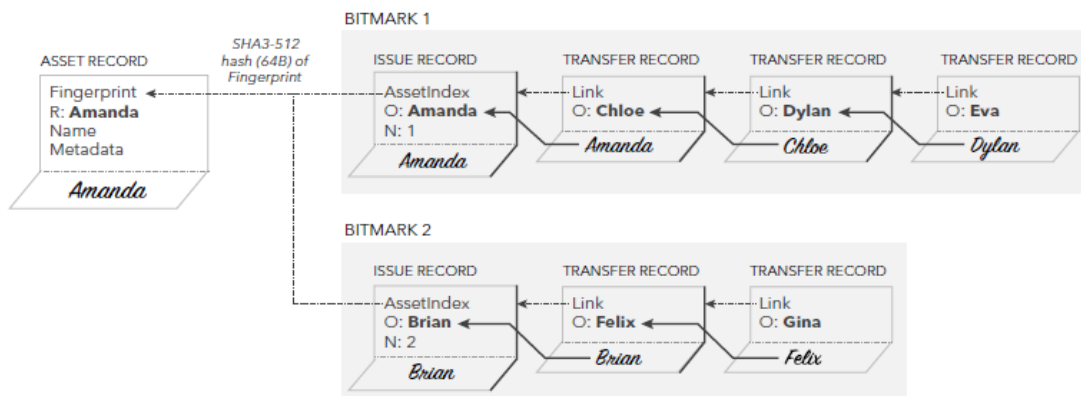 BITMARK 1
SHA3-512
hash (64B) of
Fingerprint
ASSET RECORD
Fingerprint
R: Amanda
Name
Metadata
Amanda
ISSUE RECORD
AssetIndex
O: Amanda
N: 1
Amanda
TRANSFER RECORD
Link
O: Chloe
Amanda
TRANSFER RECORD
Link
O: Dylan
Chloe
TRANSFER RECORD
Link
O: Eva
Dylan
BITMARK 2
ISSUE RECORD
AssetIndex
O: Brian
N: 2
Brian
TRANSFER RECORD
Link
O: Felix
Brian
TRANSFER RECORD
Link
O: Gina
Felix